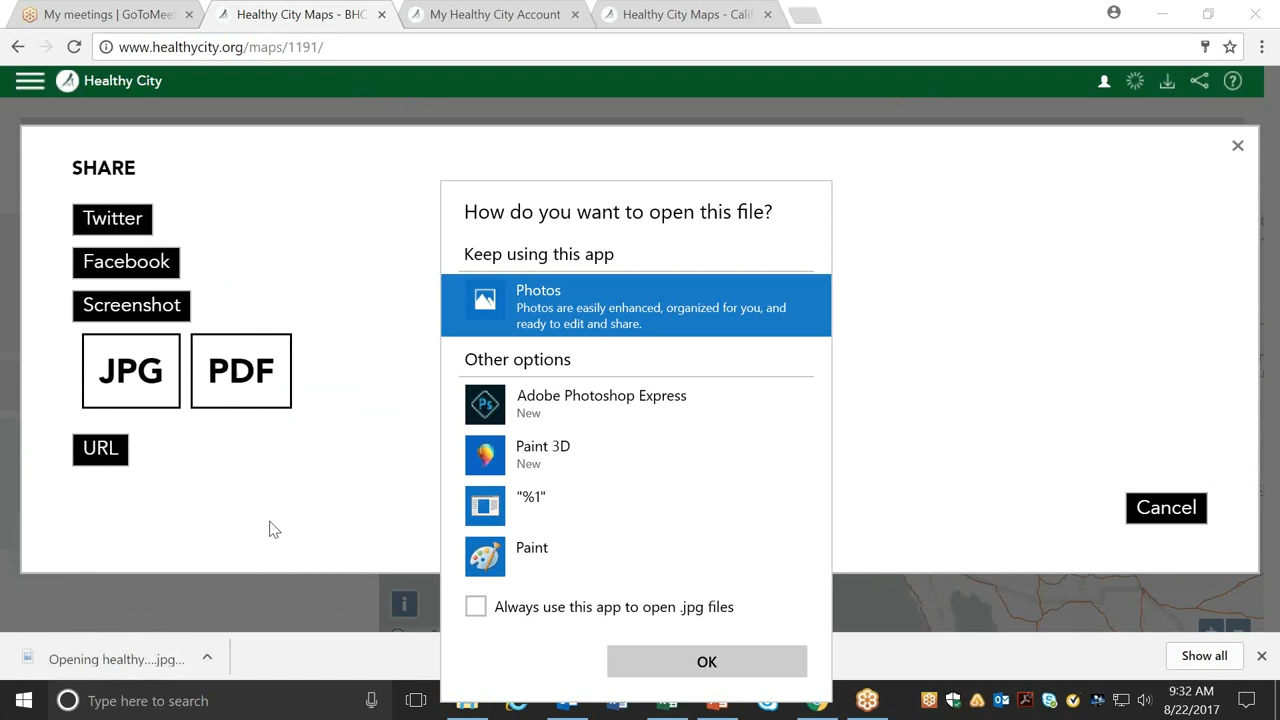 My meetings | GoToMee
Healthy City Maps - BHC
My Healthy City Account
Healthy City Maps - Cali
www.healthycity.org/maps/1191/
Healthy City
SHARE
Twitter
Facebook
Screenshot
JPG
PDF
URL
How do you want to open this file?
Keep using this app
Photos
Photos are easily enhanced, organized for you, and
ready to edit and share.
Other options
Adobe Photoshop Express
New
Paint 3D
New
"%1"
Paint
Always use this app to open .jpg files
OK
Cancel
Opening healthy....jpg...
Show all
Type here to search
9:32 AM
8/22/2017